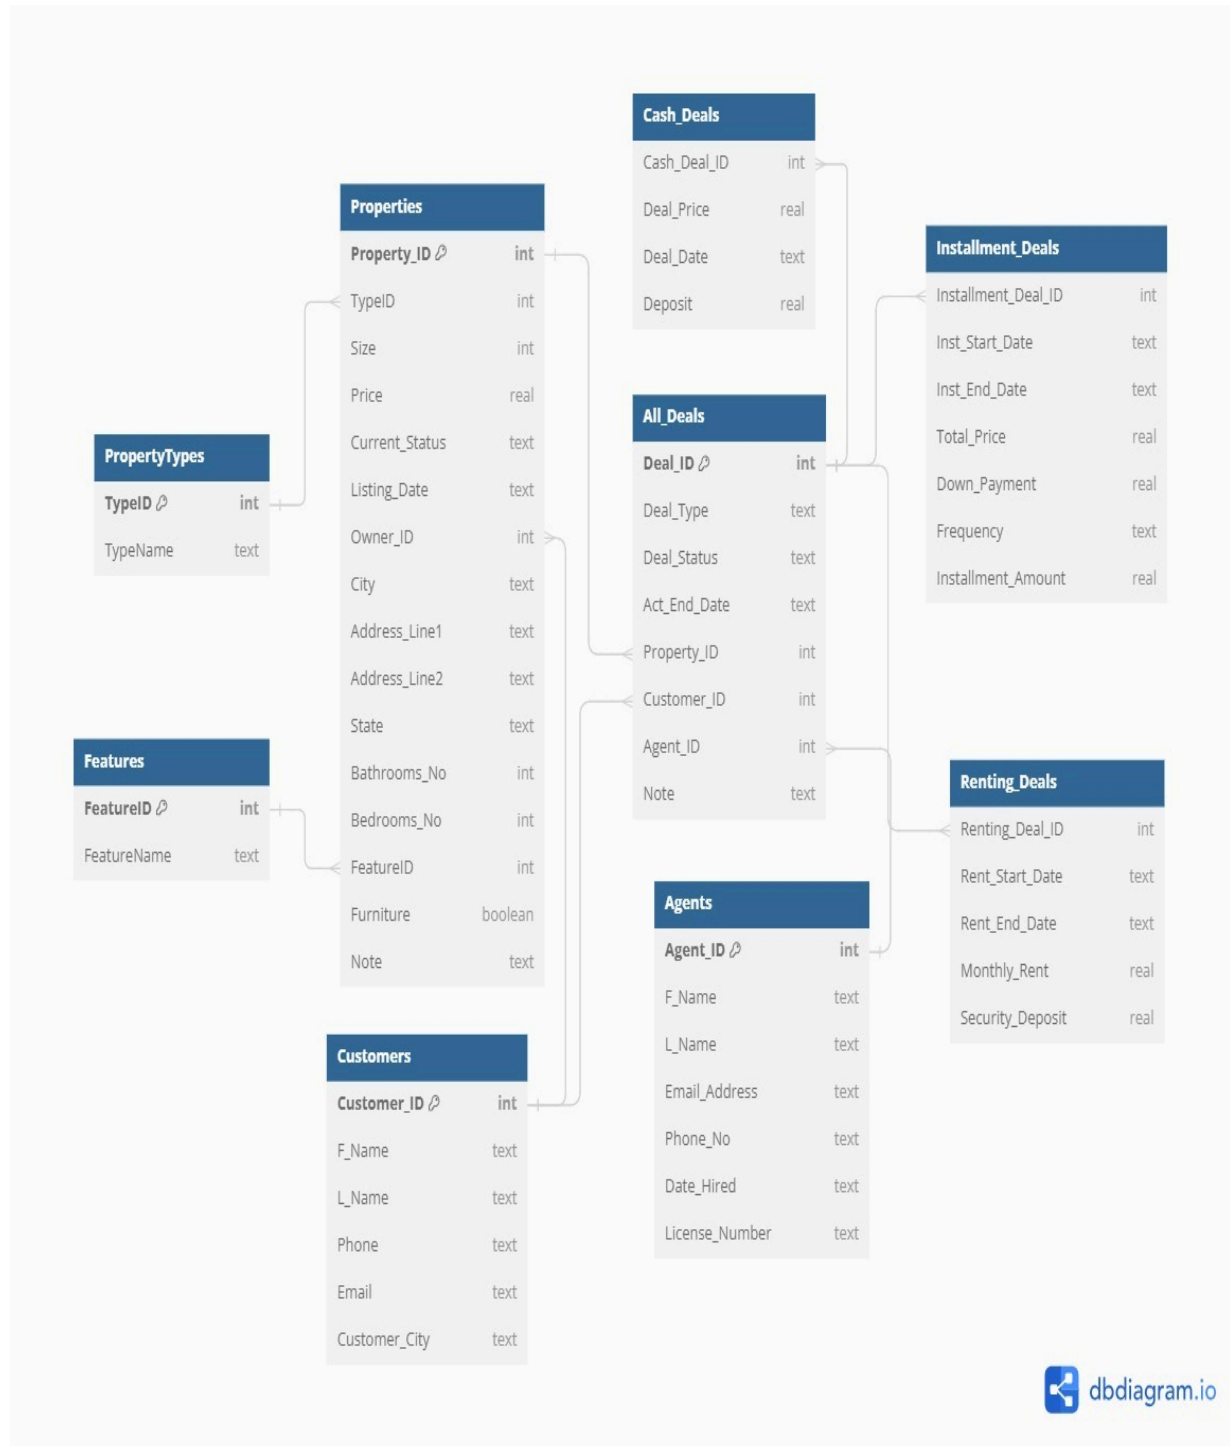 Cash_Deals
Cash_Deal_ID int
Deal_Price real
Deal_Date text
Deposit real
Properties
Property_ID int
TypeID int
Size int
Price real
Current_Status text
Listing_Date text
Owner_ID int
City text
Address_Line1 text
Address_Line2 text
State text
Bathrooms_No int
Bedrooms_No int
FeatureID int
Furniture boolean
Note text
Installment_Deals
Installment_Deal_ID int
Inst_Start_Date text
Inst_End_Date text
Total_Price real
Down_Payment real
Frequency text
Installment_Amount real
All_Deals
Deal_ID int
Deal_Type text
Deal_Status text
Act_End_Date text
Property_ID int
Customer_ID int
Agent_ID int
Note text
PropertyTypes
TypeID int
TypeName text
Features
FeatureID int
FeatureName text
Renting_Deals
Renting_Deal_ID int
Rent_Start_Date text
Rent_End_Date text
Monthly_Rent real
Security_Deposit real
Agents
Agent_ID int
F_Name text
L_Name text
Email_Address text
Phone_No text
Date_Hired text
License_Number text
Customers
Customer_ID int
F_Name text
L_Name text
Phone text
Email text
Customer_City text
dbdiagram.io